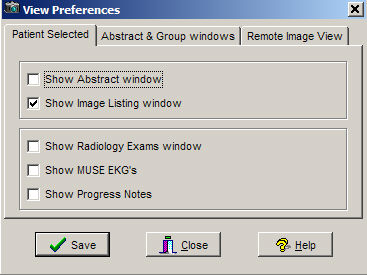 View Preferences
Patient Selected Abstract & Group windows Remote Image View
Show Abstract window
Show Image Listing window
Show Radiology Exams window
Show MUSE EKG's
Show Progress Notes
Save Close Help